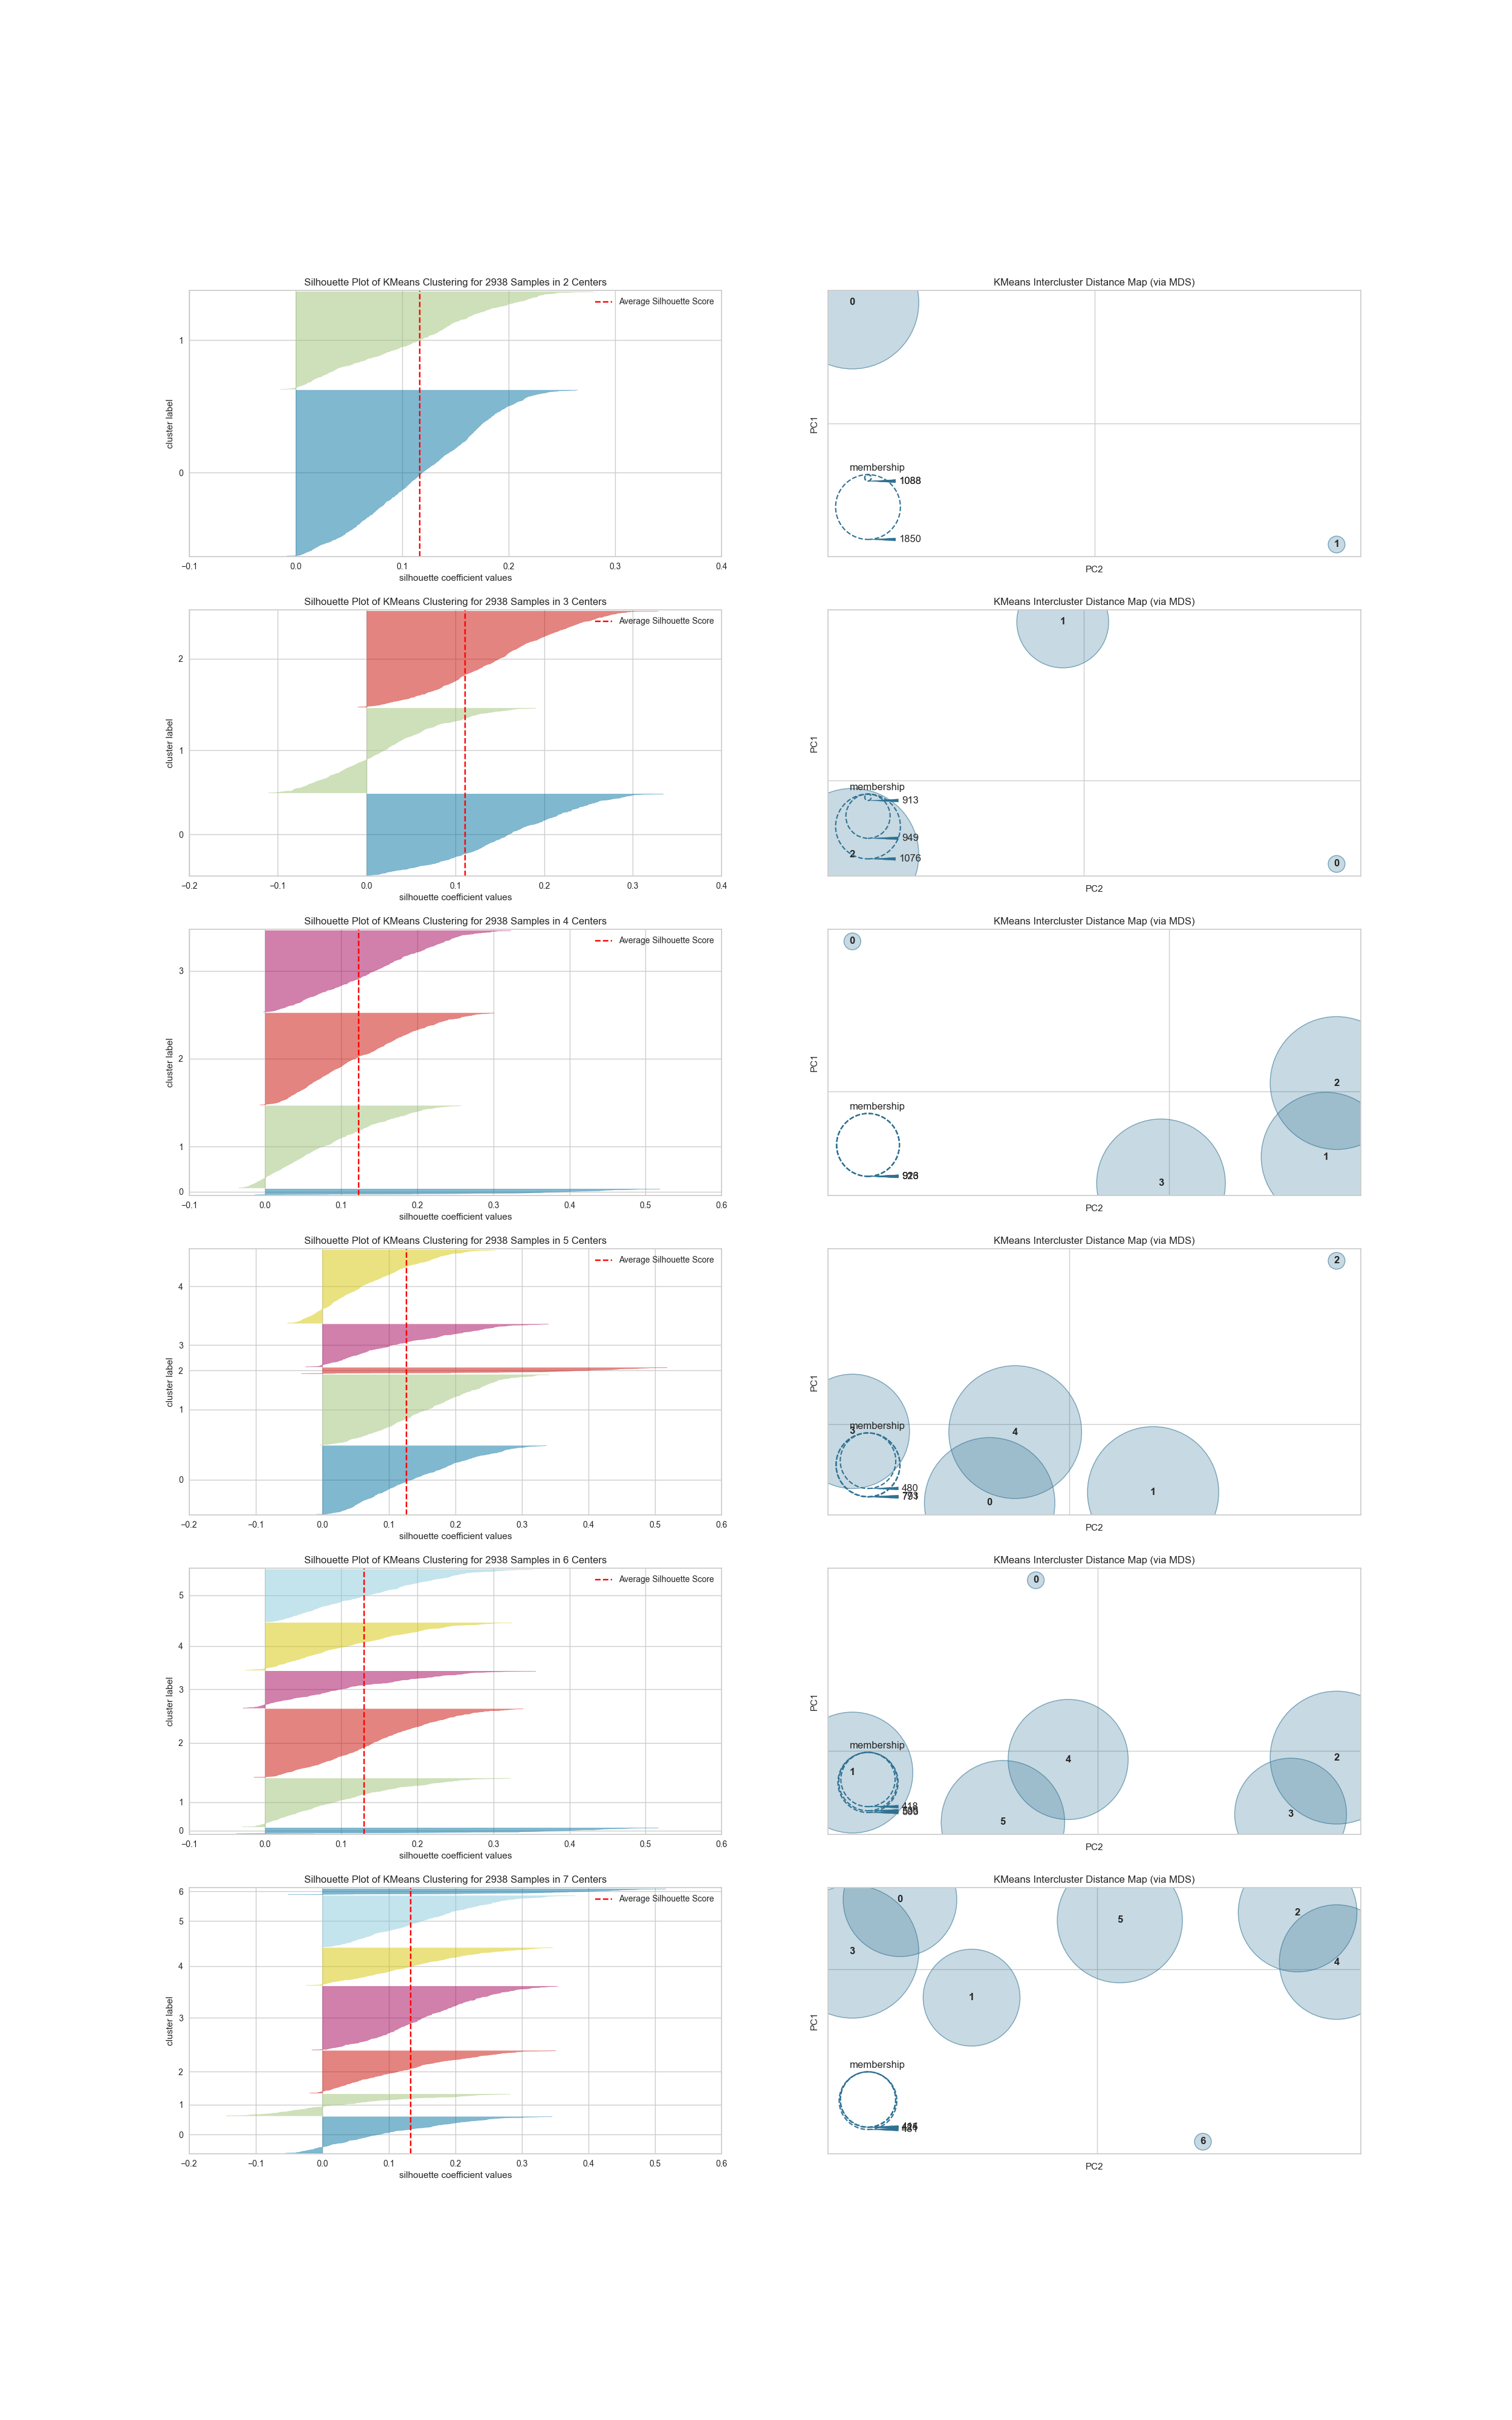 Silhouette Plot of KMeans Clustering for 2938 Samples in 2 Centers
Average Silhouette Score
cluster label
1
0
−0.1 0.0 0.1 0.2 0.3 0.4
silhouette coefficient values
KMeans Intercluster Distance Map (via MDS)
0
PC1
membership
1088
1850
1
PC2
Silhouette Plot of KMeans Clustering for 2938 Samples in 3 Centers
Average Silhouette Score
cluster label
2
1
0
−0.2 −0.1 0.0 0.1 0.2 0.3 0.4
silhouette coefficient values
KMeans Intercluster Distance Map (via MDS)
1
PC1
membership
913
949
2
1076
0
PC2
Silhouette Plot of KMeans Clustering for 2938 Samples in 4 Centers
Average Silhouette Score
cluster label
3
2
1
0
−0.1 0.0 0.1 0.2 0.3 0.4 0.5 0.6
silhouette coefficient values
KMeans Intercluster Distance Map (via MDS)
0
PC1
2
membership
1
3
PC2
Silhouette Plot of KMeans Clustering for 2938 Samples in 5 Centers
Average Silhouette Score
cluster label
4
3
2
1
0
−0.2 −0.1 0.0 0.1 0.2 0.3 0.4 0.5 0.6
silhouette coefficient values
KMeans Intercluster Distance Map (via MDS)
2
PC1
membership
3
4
480
1
0
PC2
Silhouette Plot of KMeans Clustering for 2938 Samples in 6 Centers
Average Silhouette Score
cluster label
5
4
3
2
1
0
−0.1 0.0 0.1 0.2 0.3 0.4 0.5 0.6
silhouette coefficient values
KMeans Intercluster Distance Map (via MDS)
0
PC1
membership
2
4
1
418
3
5
PC2
Silhouette Plot of KMeans Clustering for 2938 Samples in 7 Centers
Average Silhouette Score
cluster label
6
5
4
3
2
1
0
−0.2 −0.1 0.0 0.1 0.2 0.3 0.4 0.5 0.6
silhouette coefficient values
KMeans Intercluster Distance Map (via MDS)
0
2
5
3
4
1
PC1
membership
6
PC2